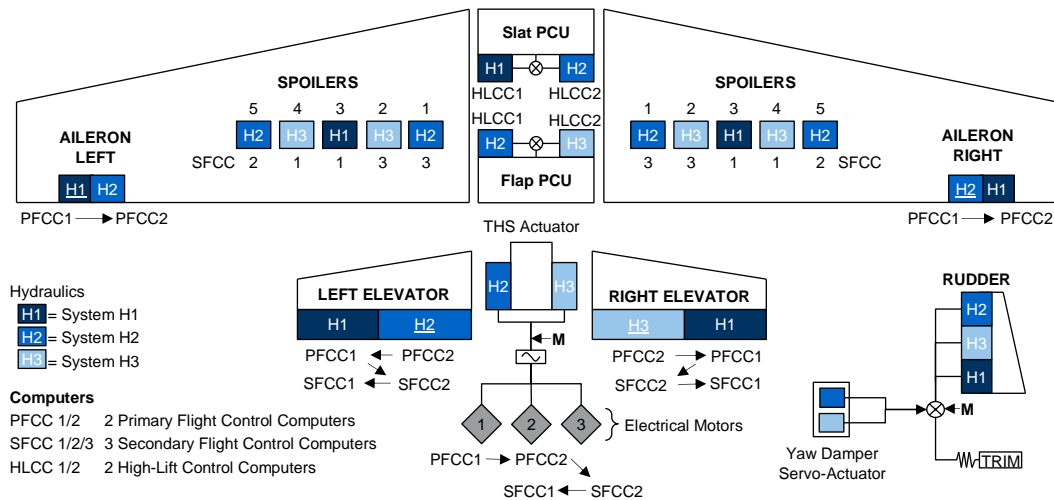 Slat PCU
H1 H2
HLCC1 HLCC2
HLCC1 HLCC2
H2 H3
Flap PCU
SPOILERS
5 4 3 2 1
H2 H3 H1 H3 H2
SFCC 2 1 1 3 3
AILERON
LEFT
H1 H2
PFCC1 PFCC2
SPOILERS
1 2 3 4 5
H2 H3 H1 H3 H2
3 3 1 1 2 SFCC
AILERON
RIGHT
H2 H1
PFCC1 PFCC2
THS Actuator
H2 H3
M
LEFT ELEVATOR
H1 H2
PFCC1 PFCC2
SFCC1 SFCC2
RIGHT ELEVATOR
H3 H1
PFCC2 PFCC1
SFCC2 SFCC1
1 2 3
Electrical Motors
PFCC1 PFCC2
SFCC1 SFCC2
RUDDER
H2
H3
H1
M
Yaw Damper
Servo-Actuator
TRIM
Hydraulics
H1 = System H1
H2 = System H2
H3 = System H3
Computers
PFCC 1/2 2 Primary Flight Control Computers
SFCC 1/2/3 3 Secondary Flight Control Computers
HLCC 1/2 2 High-Lift Control Computers